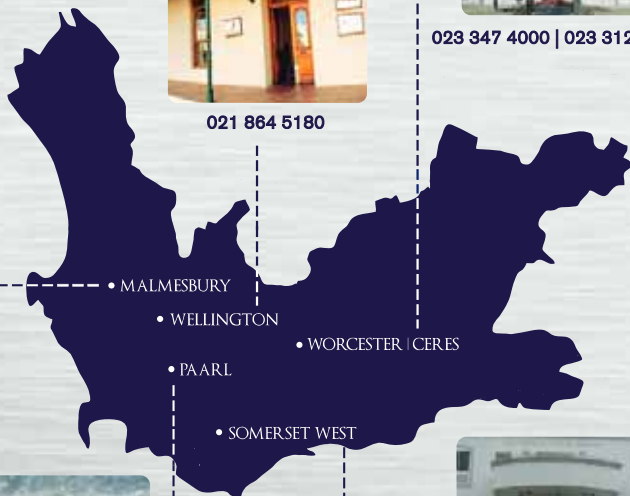 023 347 4000 | 023 312
021 864 5180
MALMESBURY
WELLINGTON
WORCESTER | CERES
PAARL
SOMERSET WEST